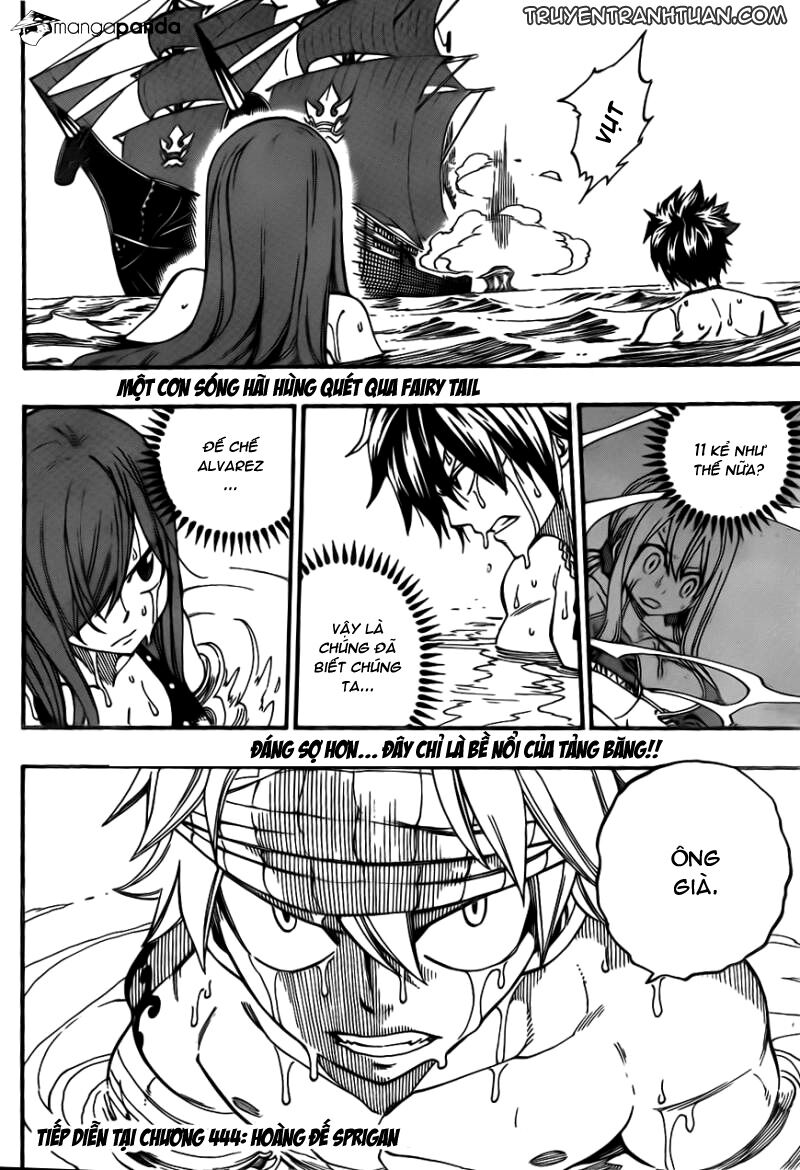 mangapanda
TRUYENTRANHTUAN.COM
VỤT
MỘT CƠN SÓNG HÃI HÙNG QUÉT QUA FAIRY TAIL
ĐẾ CHẾ
ALVAREZ
...
VẬY LÀ
CHÚNG ĐÃ
BIẾT CHÚNG
TA...
11 KẺ NHƯ
THẾ NỮA?
ĐÁNG SỢ HƠN... ĐÂY CHỈ LÀ BỀ NỔI CỦA TẢNG BĂNG!!
ÔNG
GIÀ.
TIẾP DIỄN TẠI CHƯƠNG 444: HOÀNG ĐẾ SPRIGAN